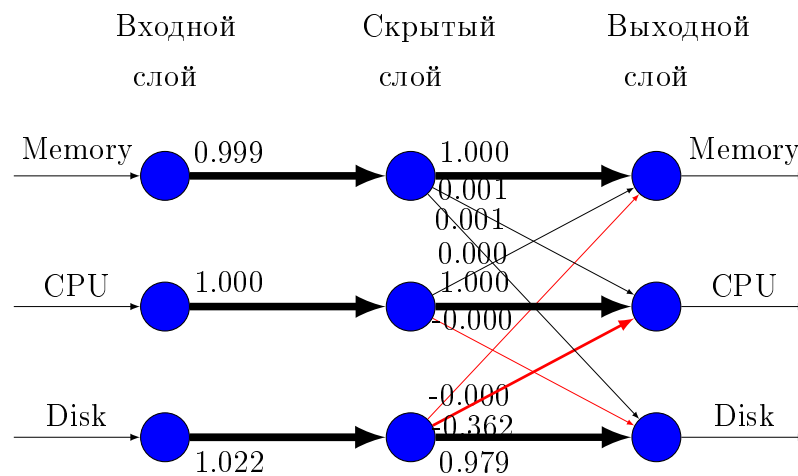 Входной
слой
Скрытый
слой
Выходной
слой
Memory
0.999
1.000
Memory
0.001
0.001
0.000
CPU
1.000
1.000
CPU
-0.000
-0.000
Disk
-0.362
Disk
1.022
0.979